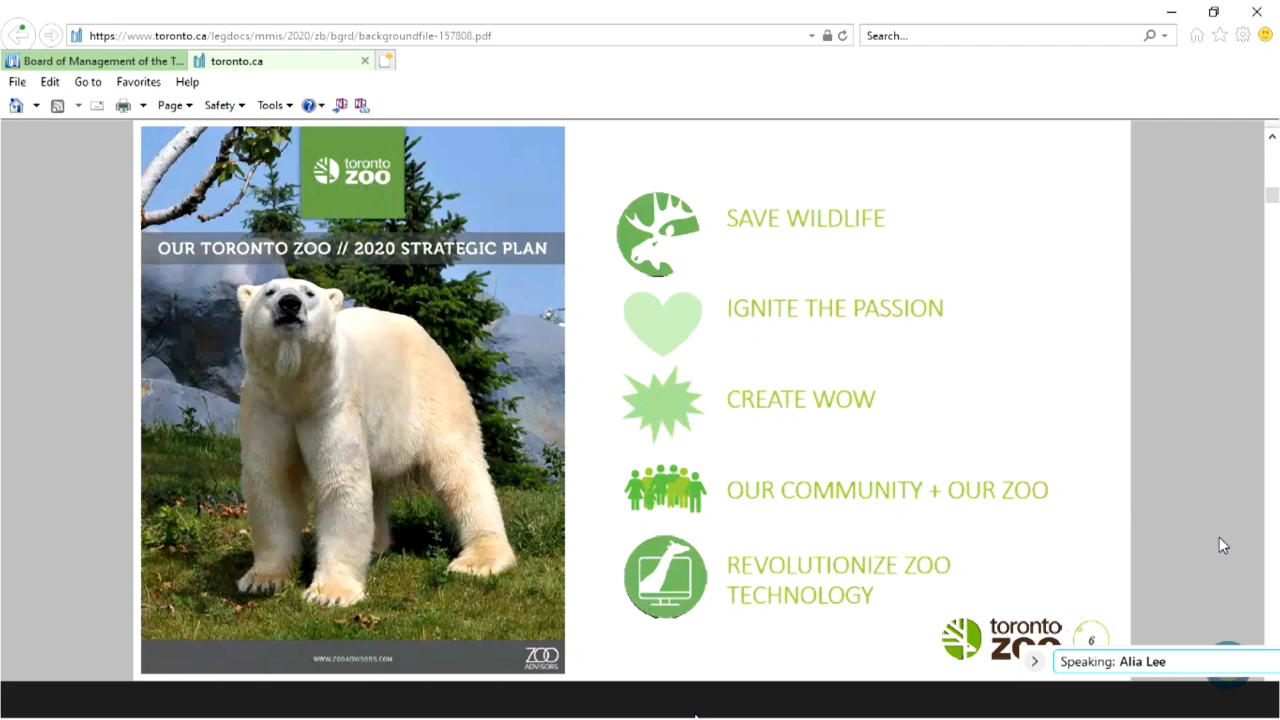 https://www.toronto.ca/legdocs/mmis/2020/zb/bgrd/backgroundfile-157808.pdf
Search...
Board of Management of the T...
toronto.ca
File Edit Go to Favorites Help
Page Safety Tools
toronto
ZOO
OUR TORONTO ZOO // 2020 STRATEGIC PLAN
WWW.ZOOADVISORS.COM
ZOO
ADVISORS
SAVE WILDLIFE
IGNITE THE PASSION
CREATE WOW
OUR COMMUNITY + OUR ZOO
REVOLUTIONIZE ZOO
TECHNOLOGY
toronto
ZOO
6
Speaking: Alia Lee